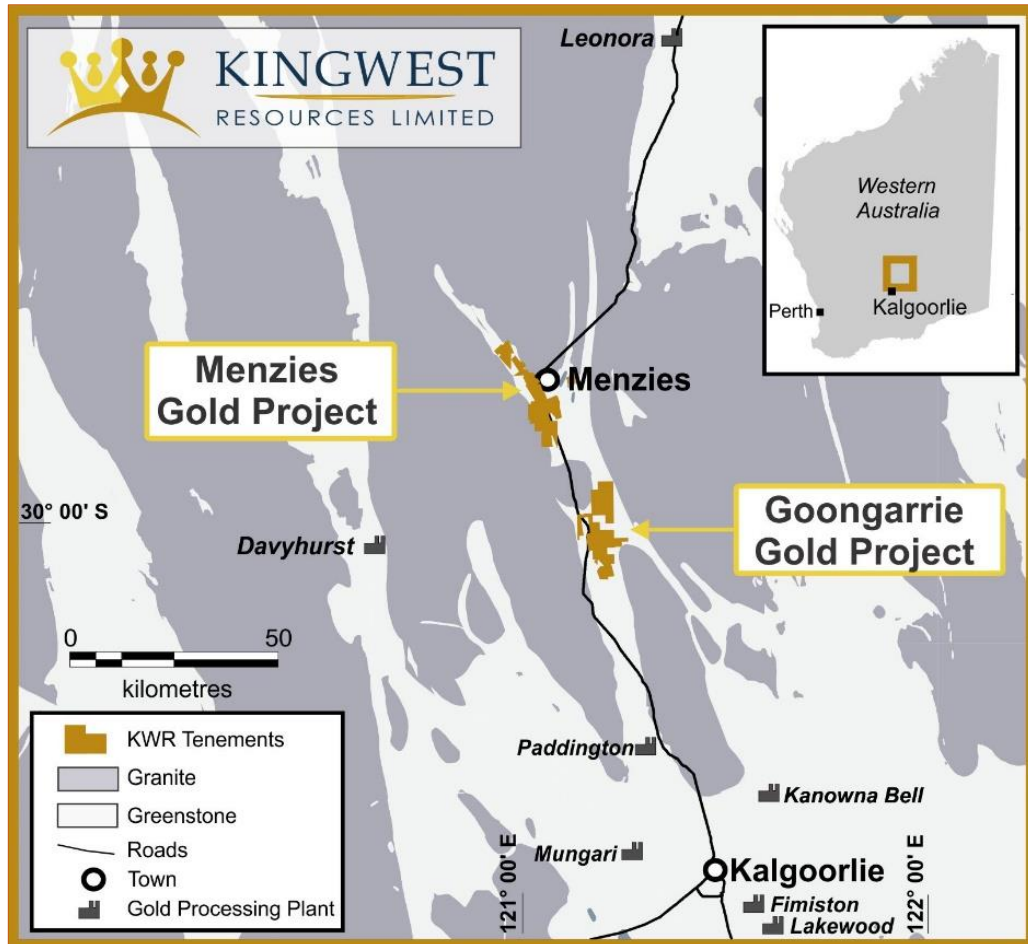 KINGWEST
RESOURCES LIMITED
Leonora
Western
Australia
Perth
Kalgoorlie
Menzies
Gold Project
Menzies
30° 00' S
Davyhurst
Goongarrie
Gold Project
0 50
kilometres
KWR Tenements
Granite
Greenstone
Roads
Town
Gold Processing Plant
Paddington
Kanowna Bell
Mungari
Kalgoorlie
Fimiston
Lakewood
121° 00' E
122° 00' E